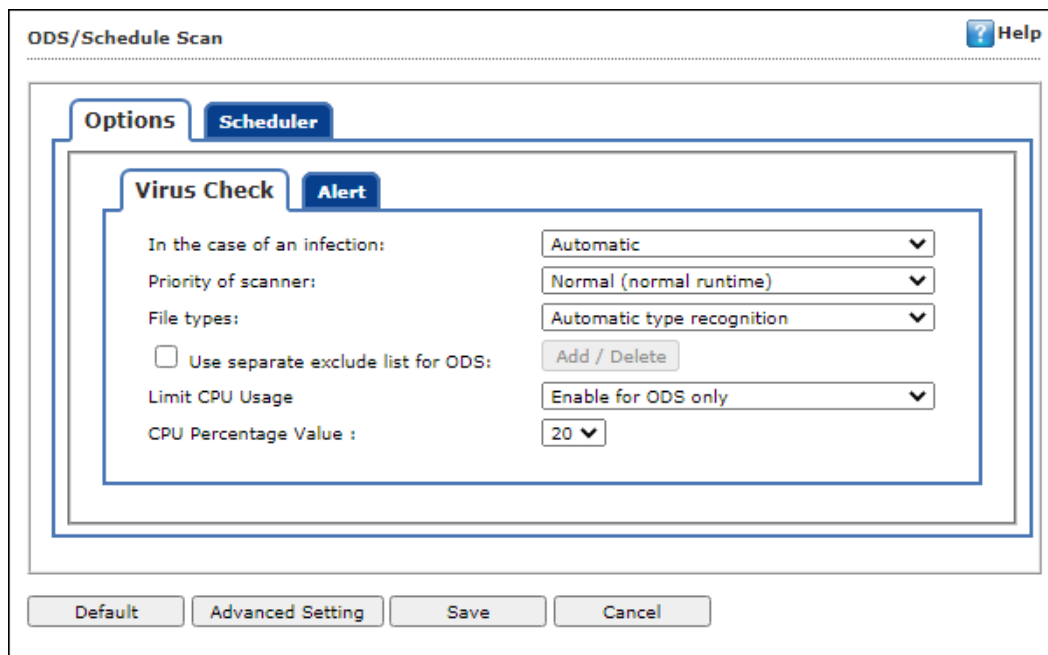 ODS/Schedule Scan
? Help
Options Scheduler
Virus Check Alert
In the case of an infection: Automatic
Priority of scanner: Normal (normal runtime)
File types: Automatic type recognition
Use separate exclude list for ODS: Add / Delete
Limit CPU Usage Enable for ODS only
CPU Percentage Value : 20
Default Advanced Setting Save Cancel